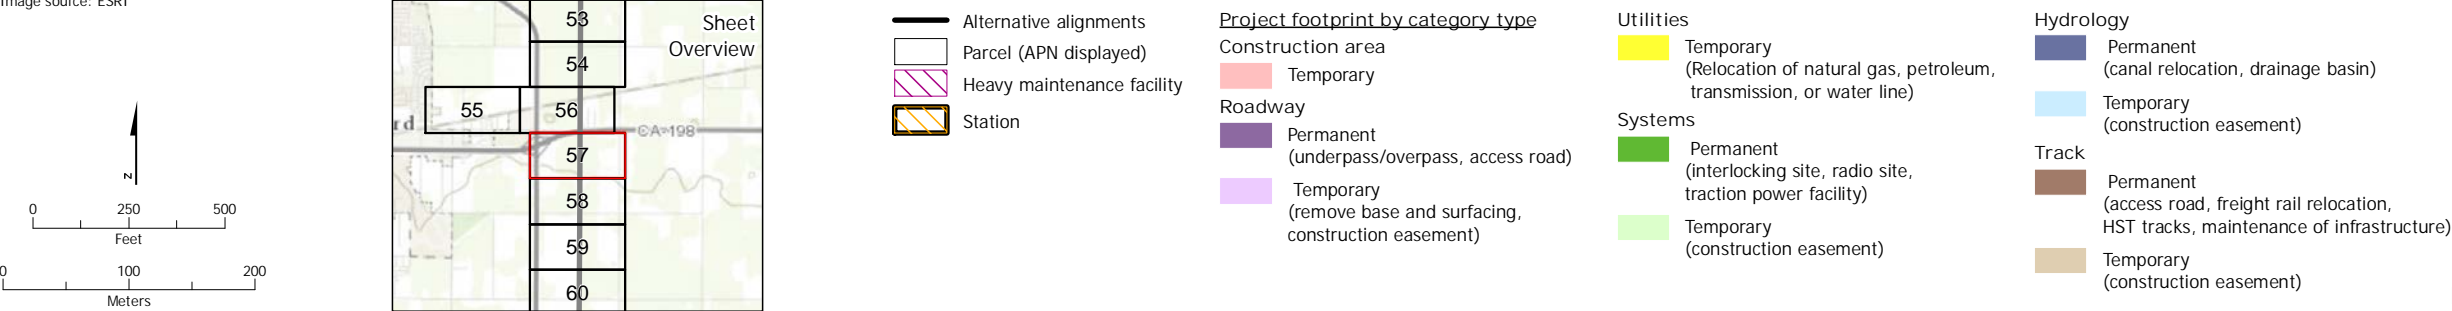 Image source: ESRI
N
0 250 500
Feet
0 100 200
Meters
Sheet
Overview
53
54
55
56
rd
CA-198
57
58
59
60
Alternative alignments
Parcel (APN displayed)
Heavy maintenance facility
Station
Project footprint by category type
Construction area
Temporary
Roadway
Permanent
(underpass/overpass, access road)
Temporary
(remove base and surfacing,
construction easement)
Utilities
Temporary
(Relocation of natural gas, petroleum,
transmission, or water line)
Systems
Permanent
(interlocking site, radio site,
traction power facility)
Temporary
(construction easement)
Hydrology
Permanent
(canal relocation, drainage basin)
Temporary
(construction easement)
Track
Permanent
(access road, freight rail relocation,
HST tracks, maintenance of infrastructure)
Temporary
(construction easement)